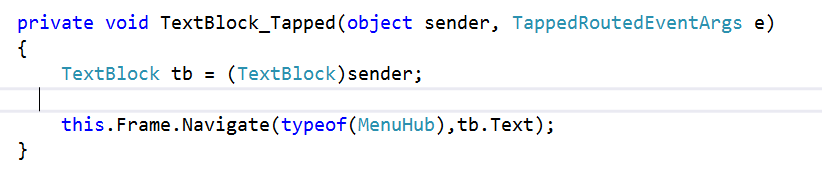 private void TextBlock_Tapped(object sender, TappedRoutedEventArgs e)
{
TextBlock tb = (TextBlock)sender;
this.Frame.Navigate(typeof(MenuHub),tb.Text);
}